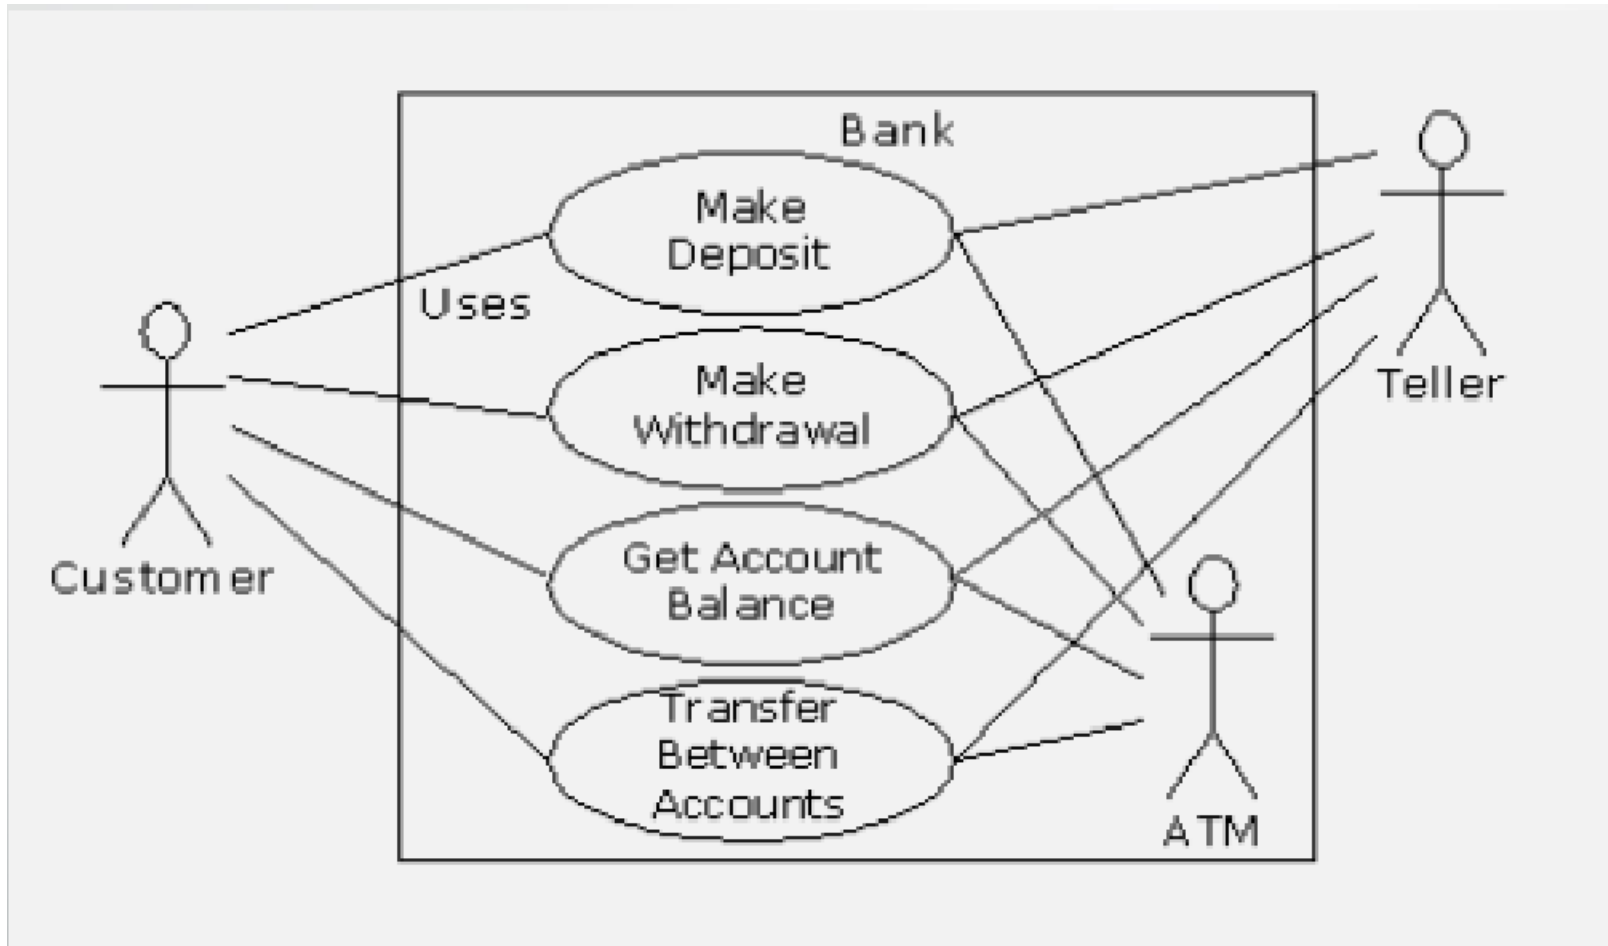 Bank
Make
Deposit
Uses
Make
Withdrawal
Teller
Customer
Get Account
Balance
Transfer
Between
Accounts
ATM